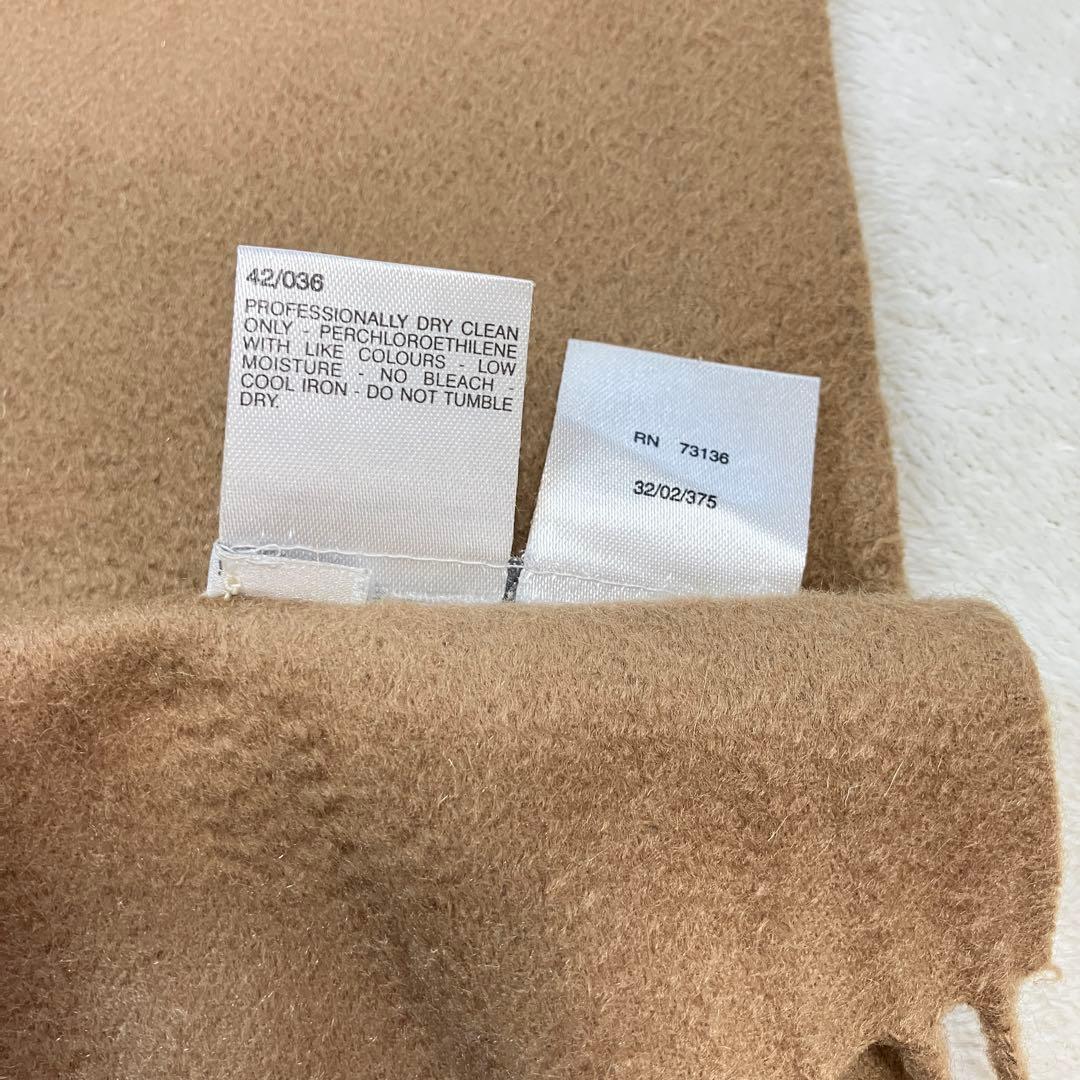 42/036
PROFESSIONALLY DRY CLEAN
ONLY - PERCHLOROETHILENE
WITH LIKE COLOURS - LOW
MOISTURE - NO BLEACH -
COOL IRON - DO NOT TUMBLE
DRY.
RN 73136
32/02/375